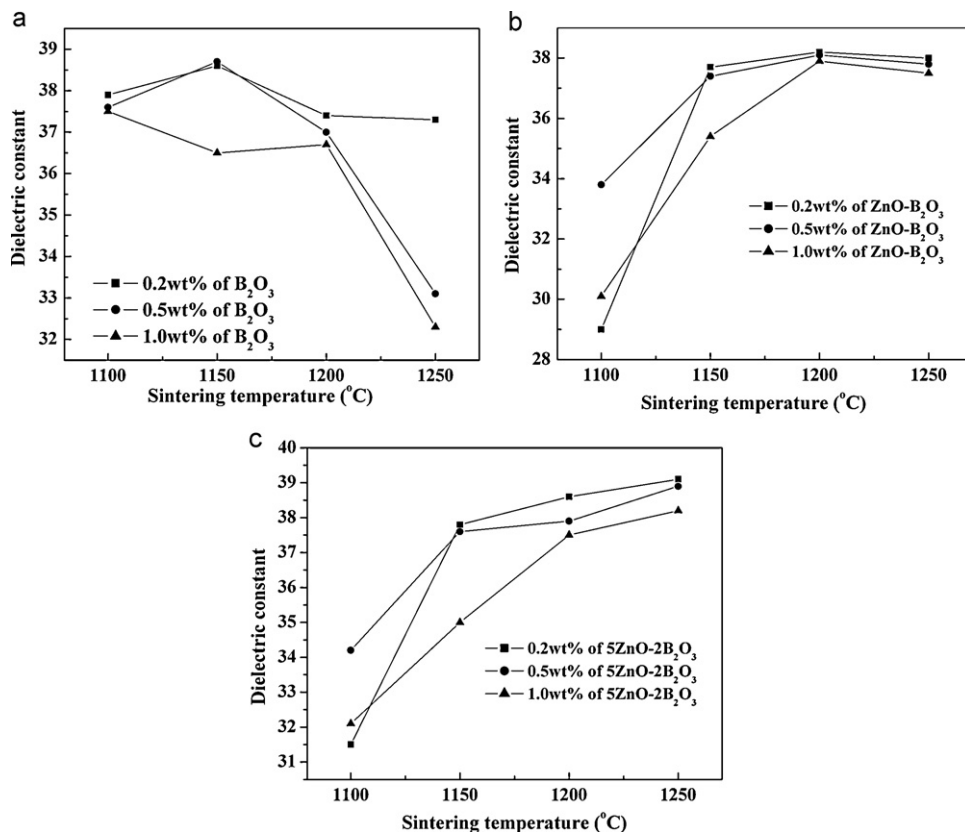 a
39
38
37
36
35
34
33
32
Dielectric constant
0.2wt% of B₂O₃
0.5wt% of B₂O₃
1.0wt% of B₂O₃
1100 1150 1200 1250
Sintering temperature (°C)
b
38
36
34
32
30
28
Dielectric constant
0.2wt% of ZnO-B₂O₃
0.5wt% of ZnO-B₂O₃
1.0wt% of ZnO-B₂O₃
1100 1150 1200 1250
Sintering temperature (°C)
c
40
39
38
37
36
35
34
33
32
31
Dielectric constant
0.2wt% of 5ZnO-2B₂O₃
0.5wt% of 5ZnO-2B₂O₃
1.0wt% of 5ZnO-2B₂O₃
1100 1150 1200 1250
Sintering temperature (°C)